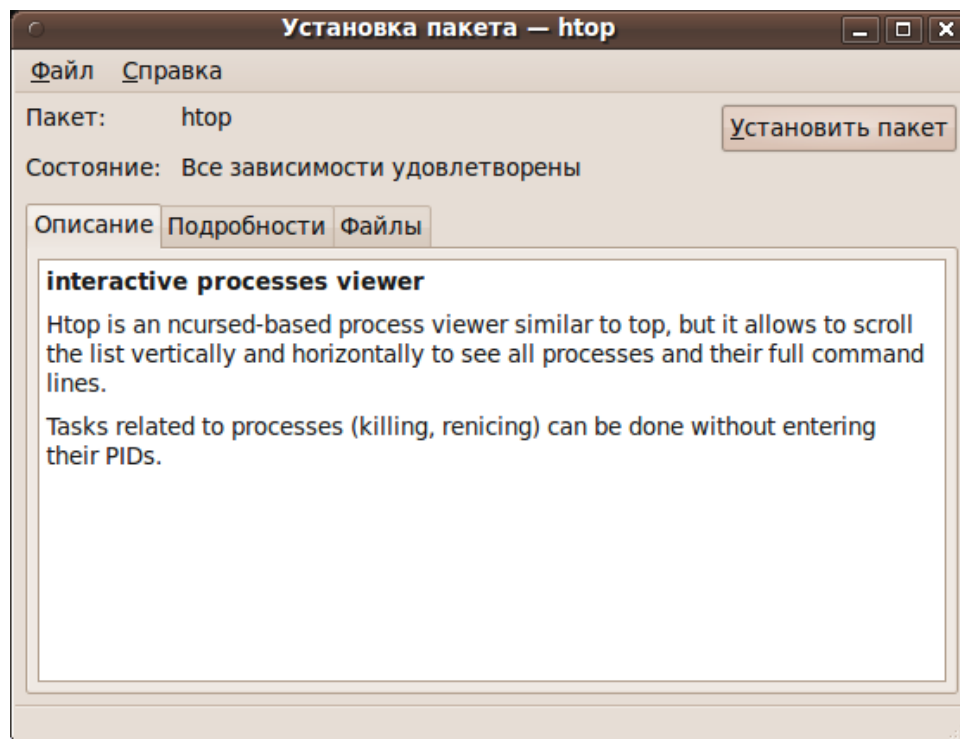 Установка пакета — htop
Файл Справка
Пакет: htop
Установить пакет
Состояние: Все зависимости удовлетворены
Описание Подробности Файлы
interactive processes viewer
Htop is an ncursed-based process viewer similar to top, but it allows to scroll
the list vertically and horizontally to see all processes and their full command
lines.
Tasks related to processes (killing, renicing) can be done without entering
their PIDs.